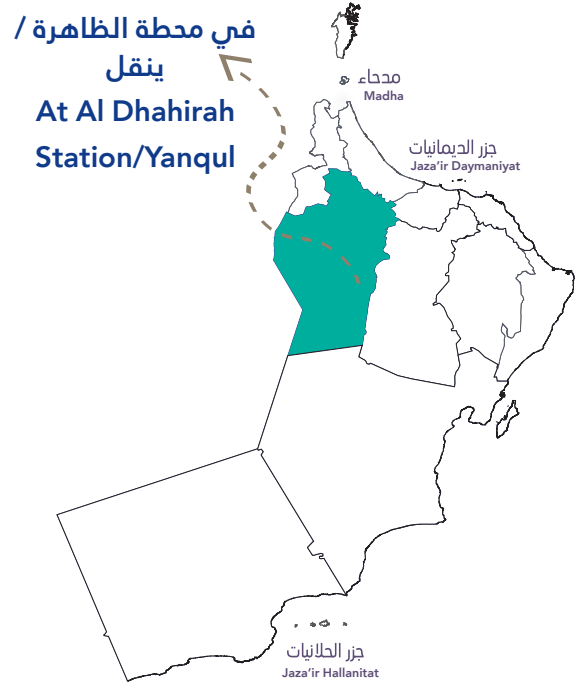 في محطة الظاهرة /
ينقل
At Al Dhahirah
Station/Yanqul
مدحاء
Madha
جزر الديمانيات
Jaza'ir Daymaniyat
جزر الحلانيات
Jaza'ir Hallanitat